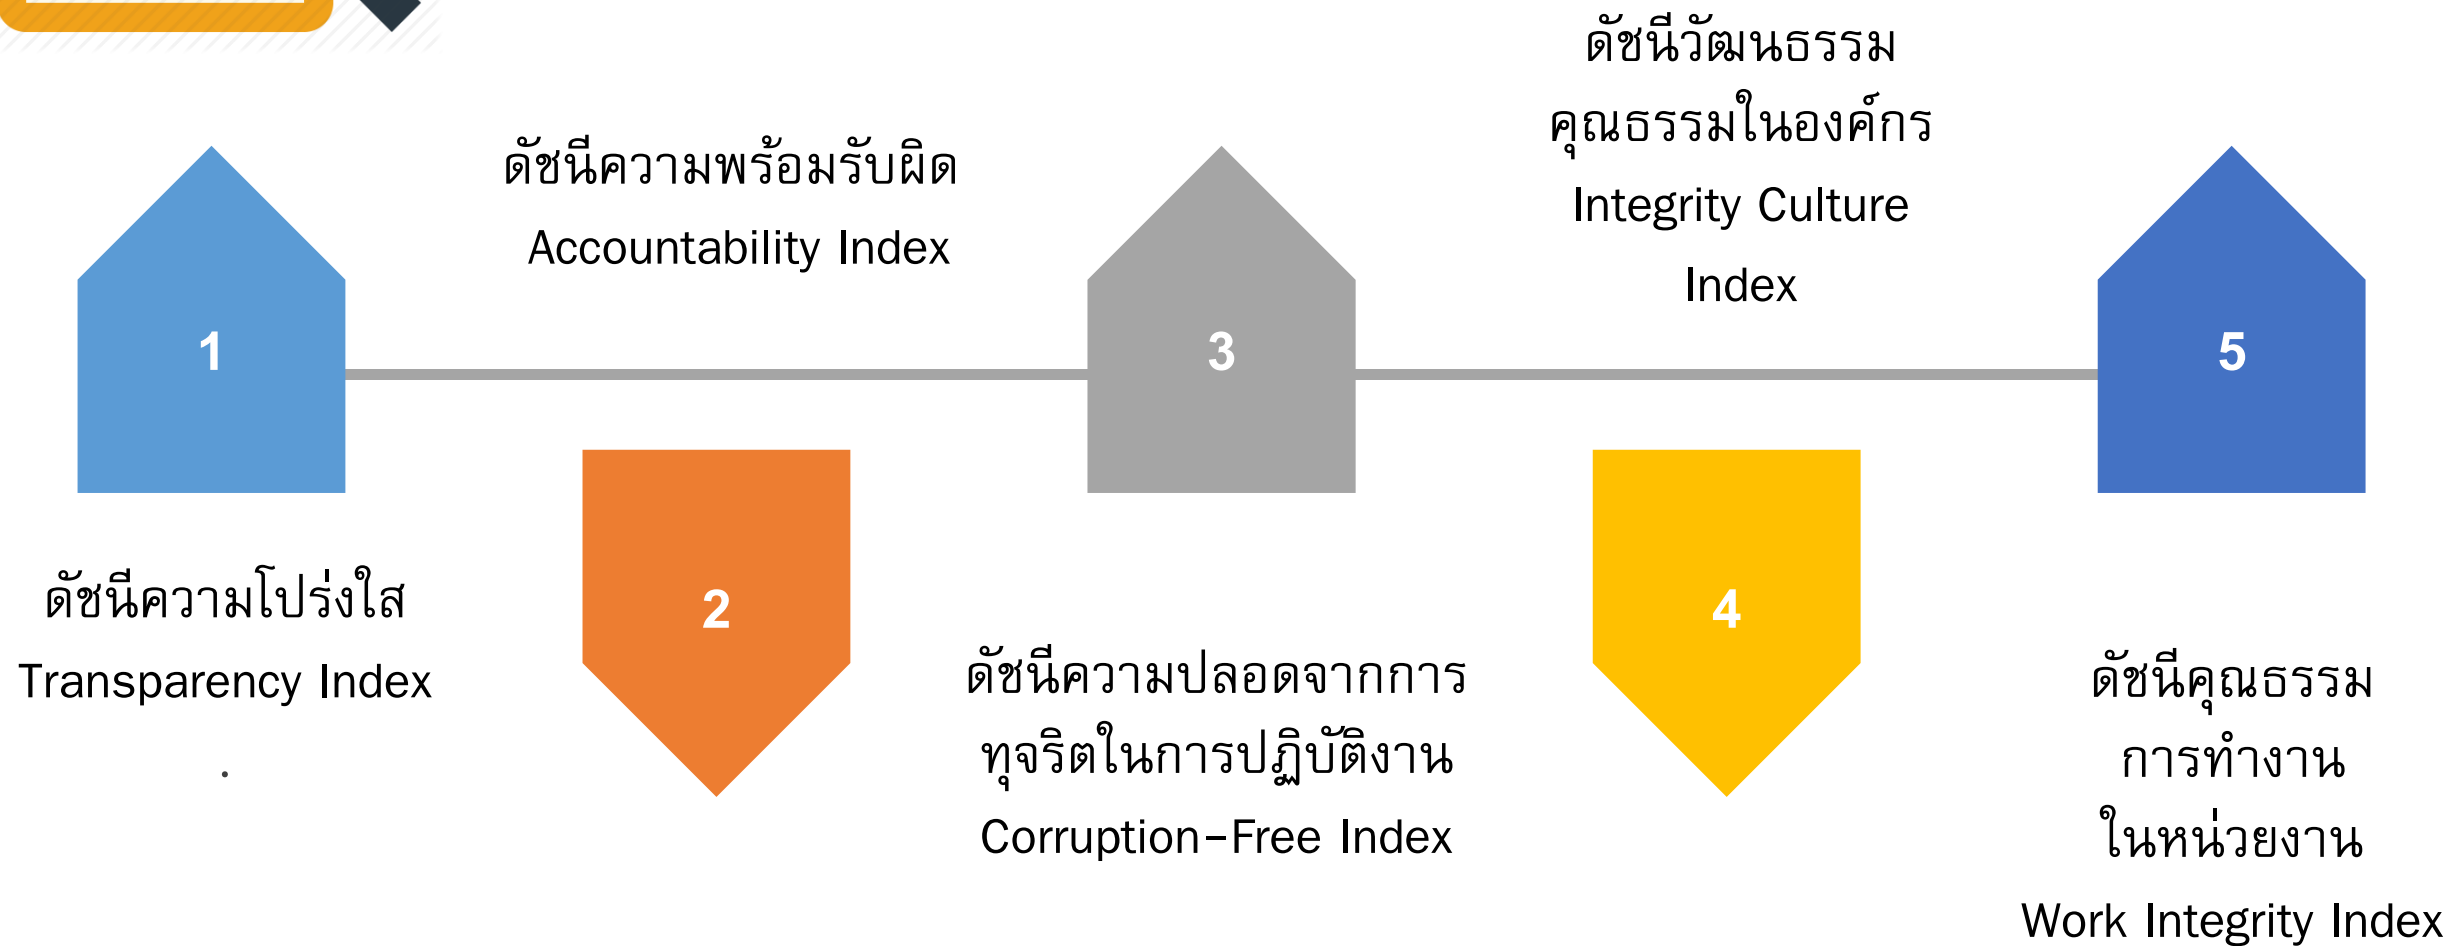 1
ดัชนีความโปร่งใส
Transparency Index
.
ดัชนีความพร้อมรับผิด
Accountability Index
2
3
ดัชนีความปลอดจากการ
ทุจริตในการปฏิบัติงาน
Corruption-Free Index
ดัชนีวัฒนธรรม
คุณธรรมในองค์กร
Integrity Culture
Index
4
5
ดัชนีคุณธรรม
การทำงาน
ในหน่วยงาน
Work Integrity Index